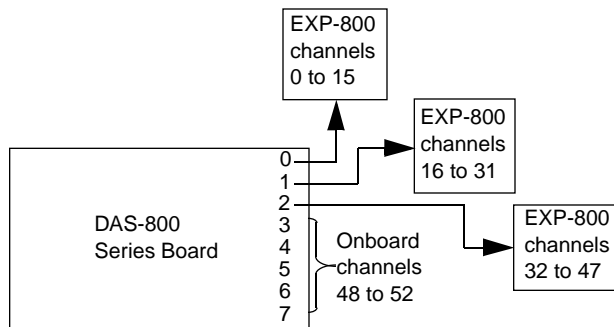 EXP-800
channels
0 to 15
EXP-800
channels
16 to 31
0
1
2
3
4
5
6
7
DAS-800
Series Board
Onboard
channels
48 to 52
EXP-800
channels
32 to 47